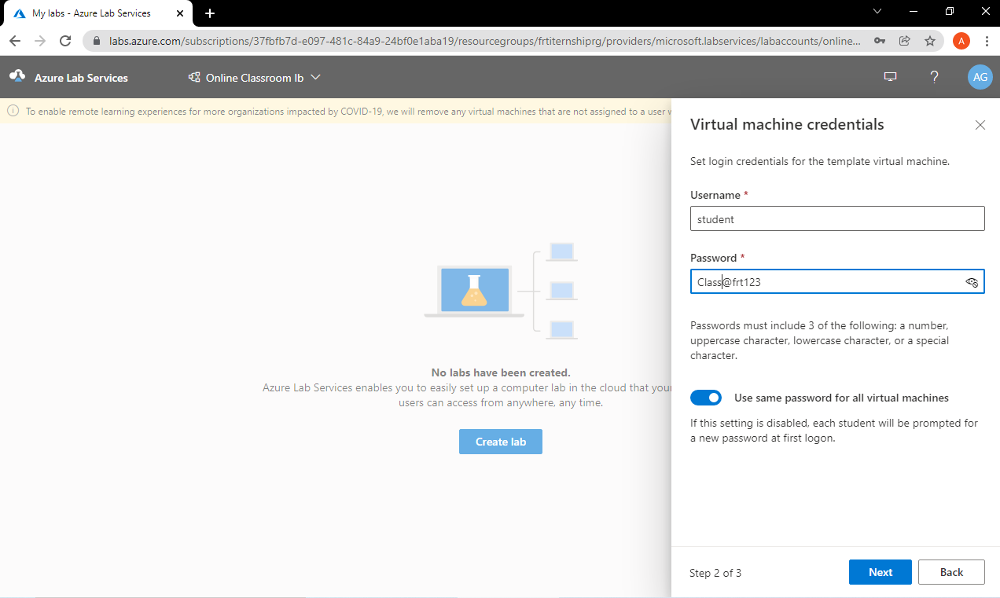 My labs - Azure Lab Services
labs.azure.com/subscriptions/37fbfb7d-e097-481c-84a9-24bf0e1aba19/resourcegroups/frtiternshiprg/providers/microsoft.labservices/labaccounts/online...
A
Azure Lab Services
Online Classroom lb
?
AG
To enable remote learning experiences for more organizations impacted by COVID-19, we will remove any virtual machines that are not assigned to a user w
No labs have been created.
Azure Lab Services enables you to easily set up a computer lab in the cloud that your
users can access from anywhere, any time.
Create lab
Virtual machine credentials
Set login credentials for the template virtual machine.
Username *
student
Password *
Class@frt123
Passwords must include 3 of the following: a number,
uppercase character, lowercase character, or a special
character.
Use same password for all virtual machines
If this setting is disabled, each student will be prompted for
a new password at first logon.
Step 2 of 3
Next
Back